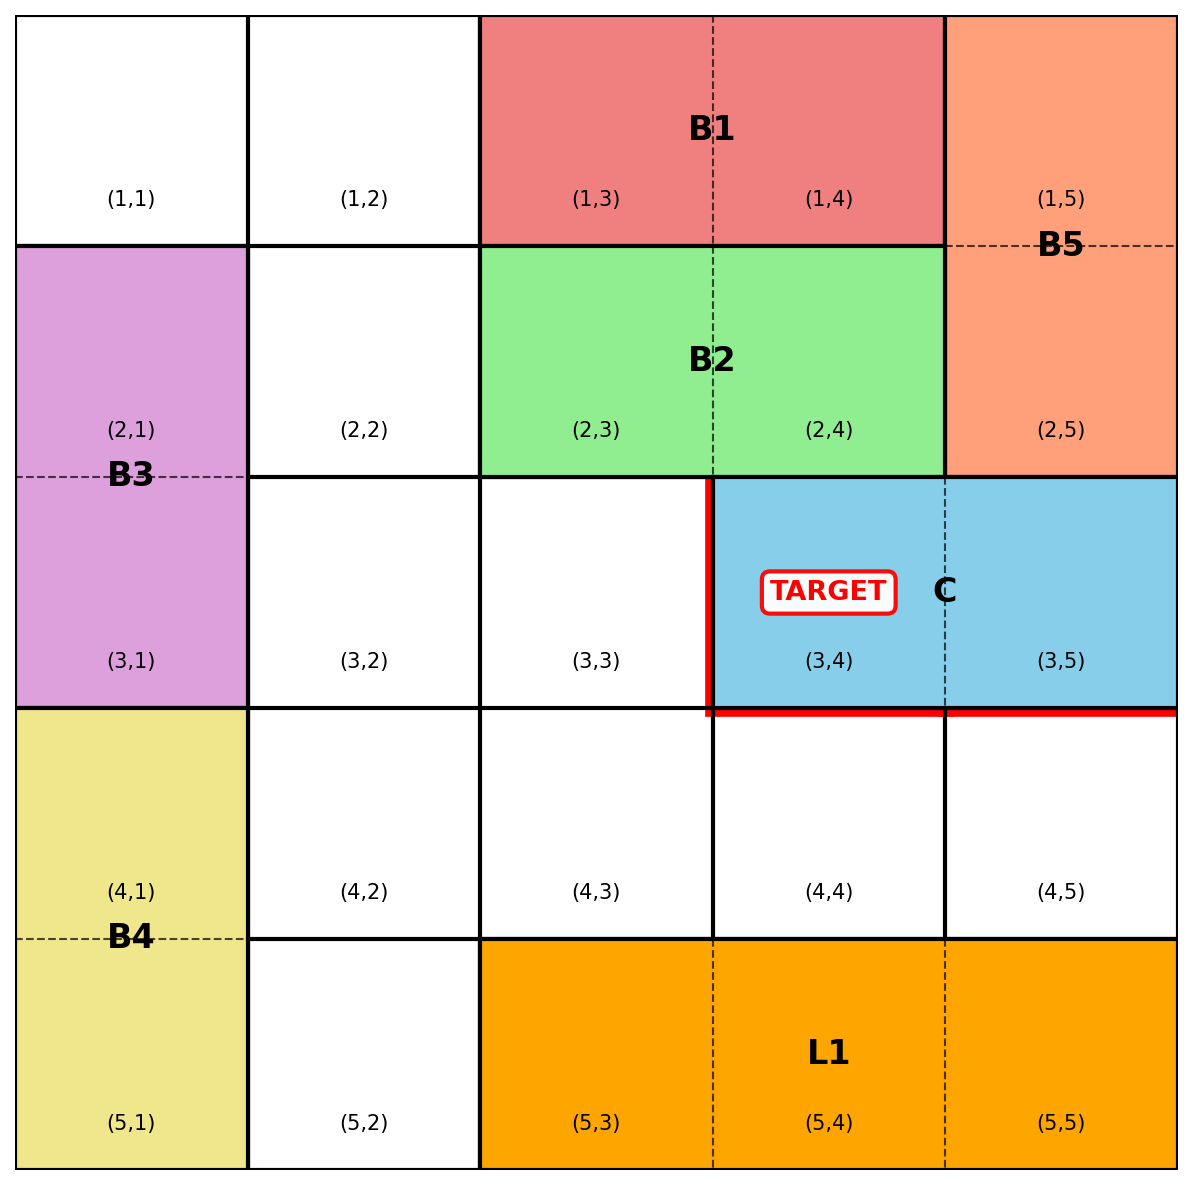 B1
(1,1) (1,2) (1,3) (1,4) (1,5)
B5
B2
(2,1) (2,2) (2,3) (2,4) (2,5)
B3
TARGET C
(3,1) (3,2) (3,3) (3,4) (3,5)
(4,1) (4,2) (4,3) (4,4) (4,5)
B4
L1
(5,1) (5,2) (5,3) (5,4) (5,5)